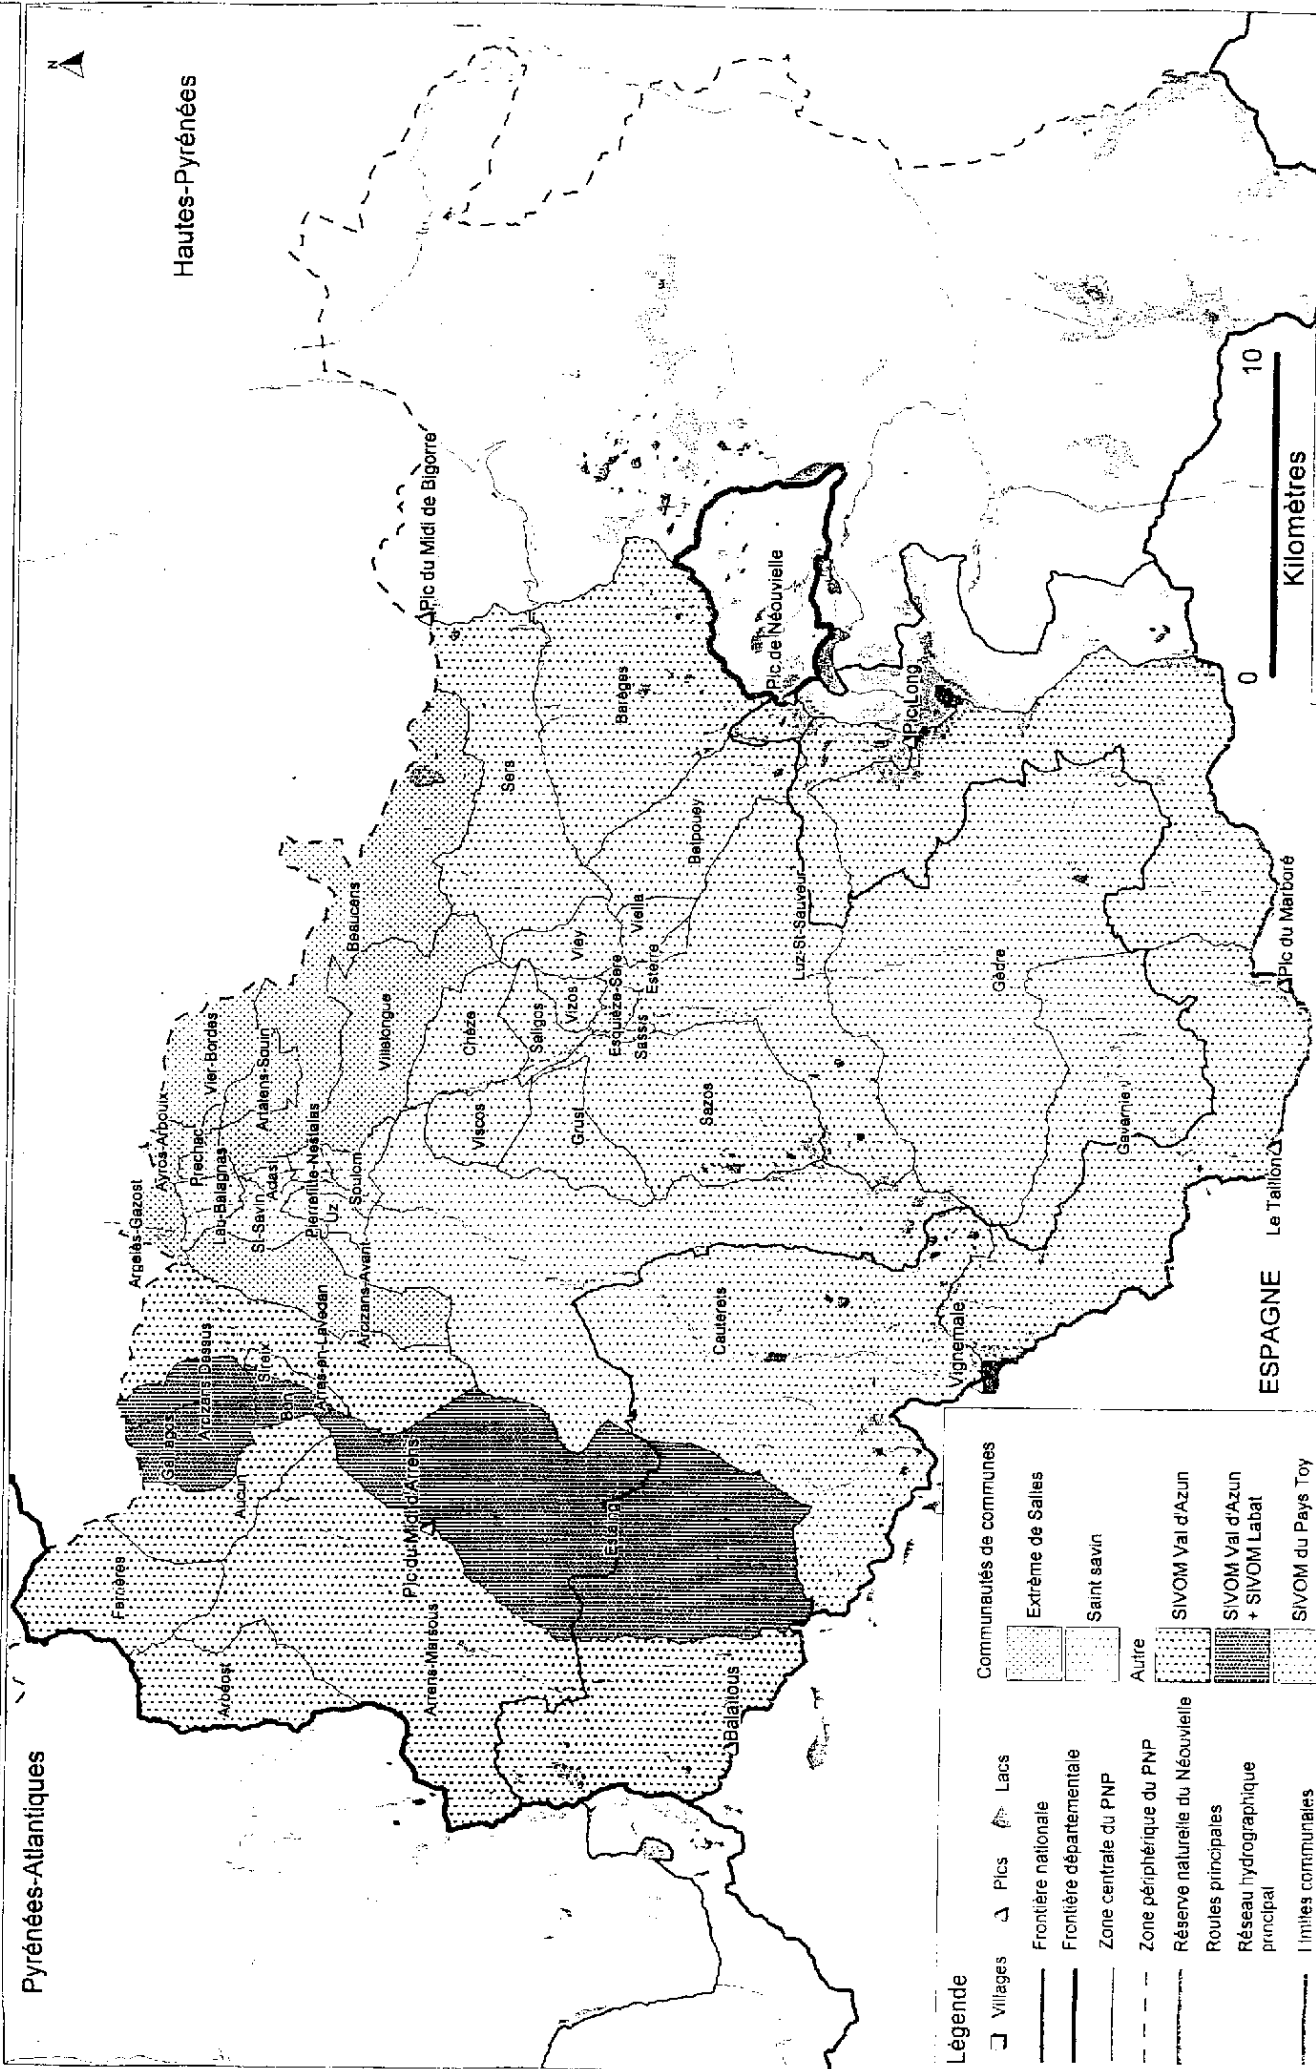 Pyrénées-Atlantiques
Hautes-Pyrénées
N
Argelès-Gazost
Ayros-Arbouix
Vier-Bordes
Préchac
Lau-Balagnas
Artalens-Souin
Beaucens
St-Savin
Adast
Pierrefitte-Nestalas
Uz
Soulom
Villelongue
Arcizans-Avant
Gaillagos
Arcizans-Dessus
Sireix
Bun
Arras-en-Lavedan
Aucun
Ferrières
Arbéost
Arrens-Marsous
Pic du Midi d'Arrens
Estaing
Balaïtous
Cauterets
Vignemale
Pic du Midi de Bigorre
Sers
Barèges
Chèze
Saligos
Viscos
Grust
Vizos
Viey
Viella
Esquièze-Sère
Esterre
Sassis
Sazos
Betpouey
Luz-St-Sauveur
Pic de Néouvielle
Pic Long
Gèdre
Gavarnie
Le Taillon
Pic du Marboré
ESPAGNE
0
10
Kilomètres
Légende
Villages
Pics
Lacs
Frontière nationale
Frontière départementale
Zone centrale du PNP
Zone périphérique du PNP
Réserve naturelle du Néouvielle
Routes principales
Réseau hydrographique
principal
Limites communales
Communautés de communes
Extrème de Salles
Saint savin
Autre
SIVOM Val d'Azun
SIVOM Val d'Azun
+ SIVOM Labat
SIVOM du Pays Toy